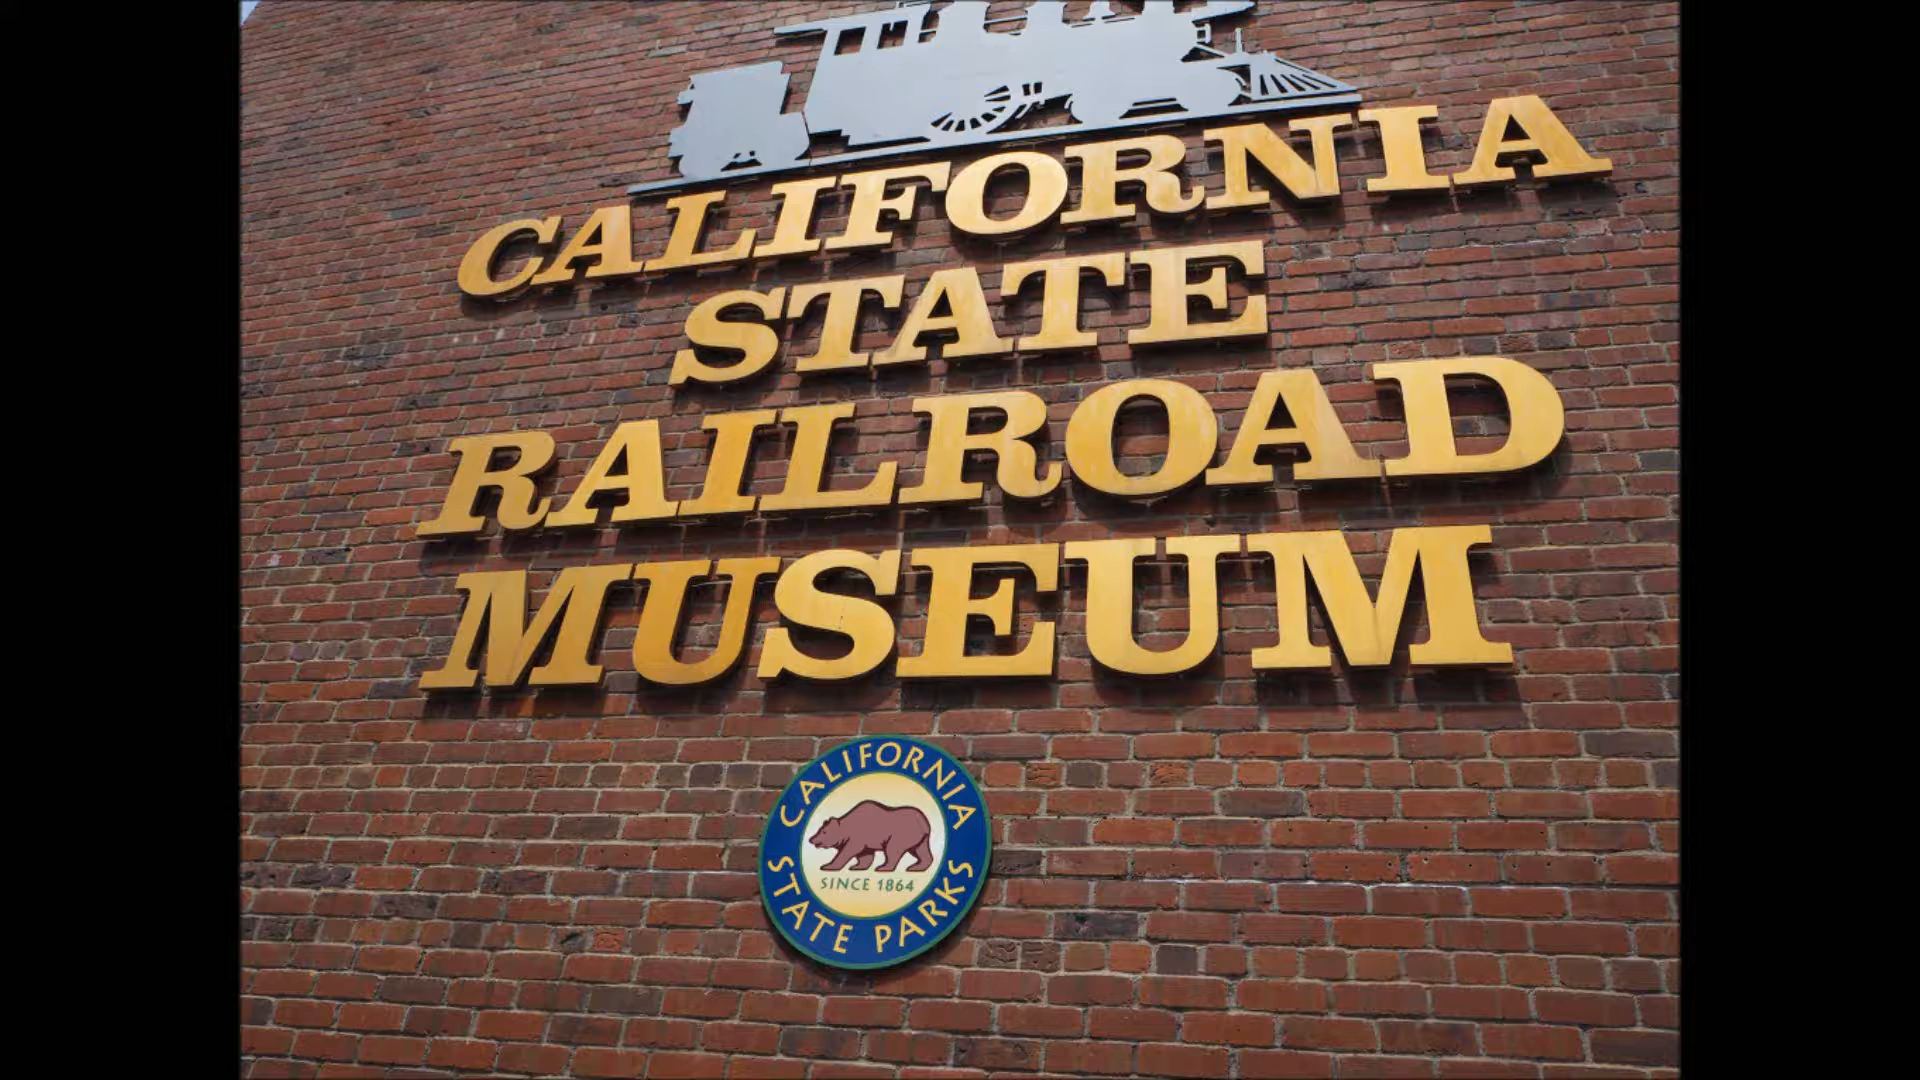 CALIFORNIA
STATE
RAILROAD
MUSEUM
CALIFORNIA
SINCE 1864
STATE PARKS